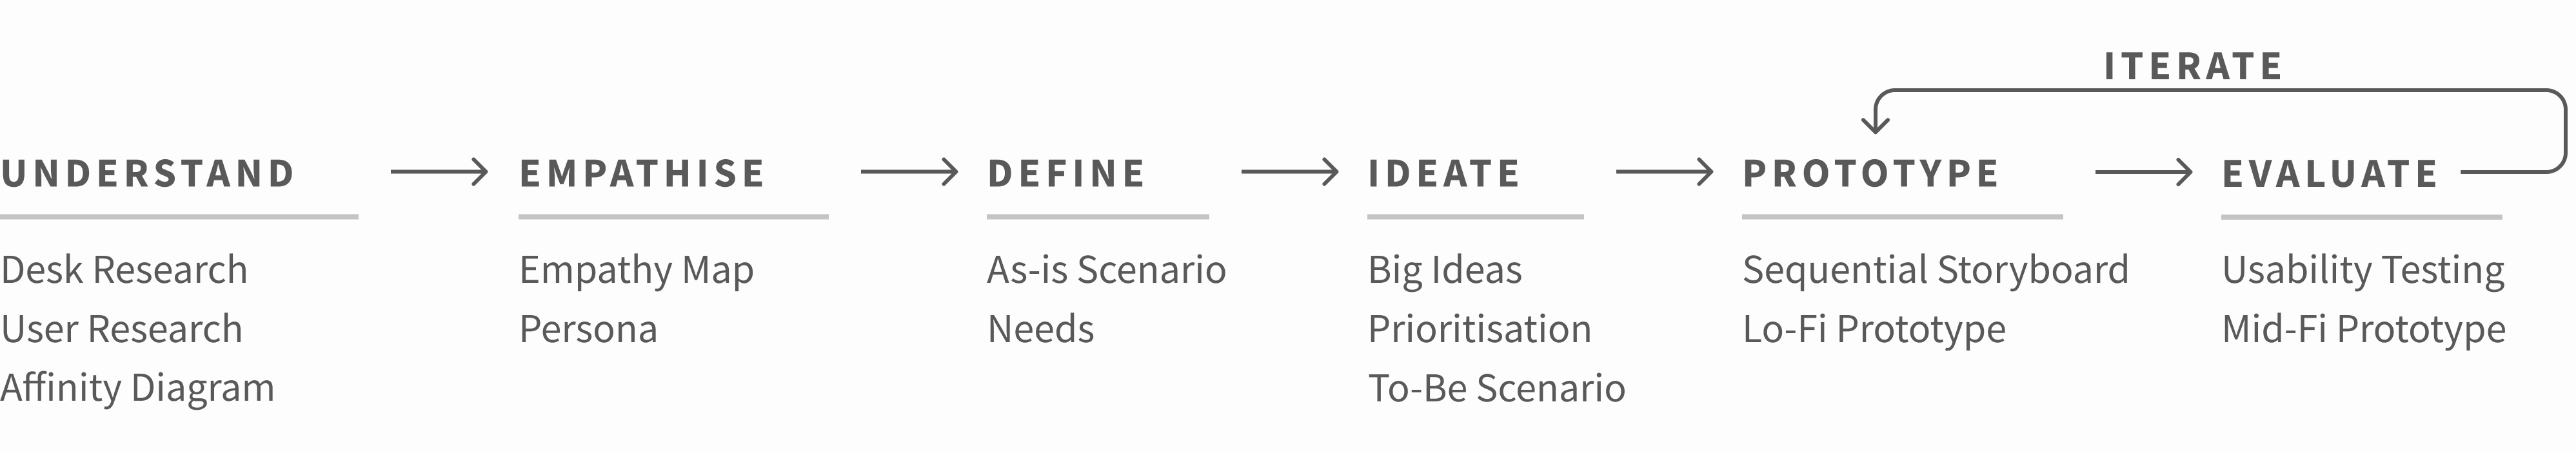 ITERATE
UNDERSTAND
Desk Research
User Research
Affinity Diagram
EMPATHISE
Empathy Map
Persona
DEFINE
As-is Scenario
Needs
IDEATE
Big Ideas
Prioritisation
To-Be Scenario
PROTOTYPE
Sequential Storyboard
Lo-Fi Prototype
EVALUATE
Usability Testing
Mid-Fi Prototype